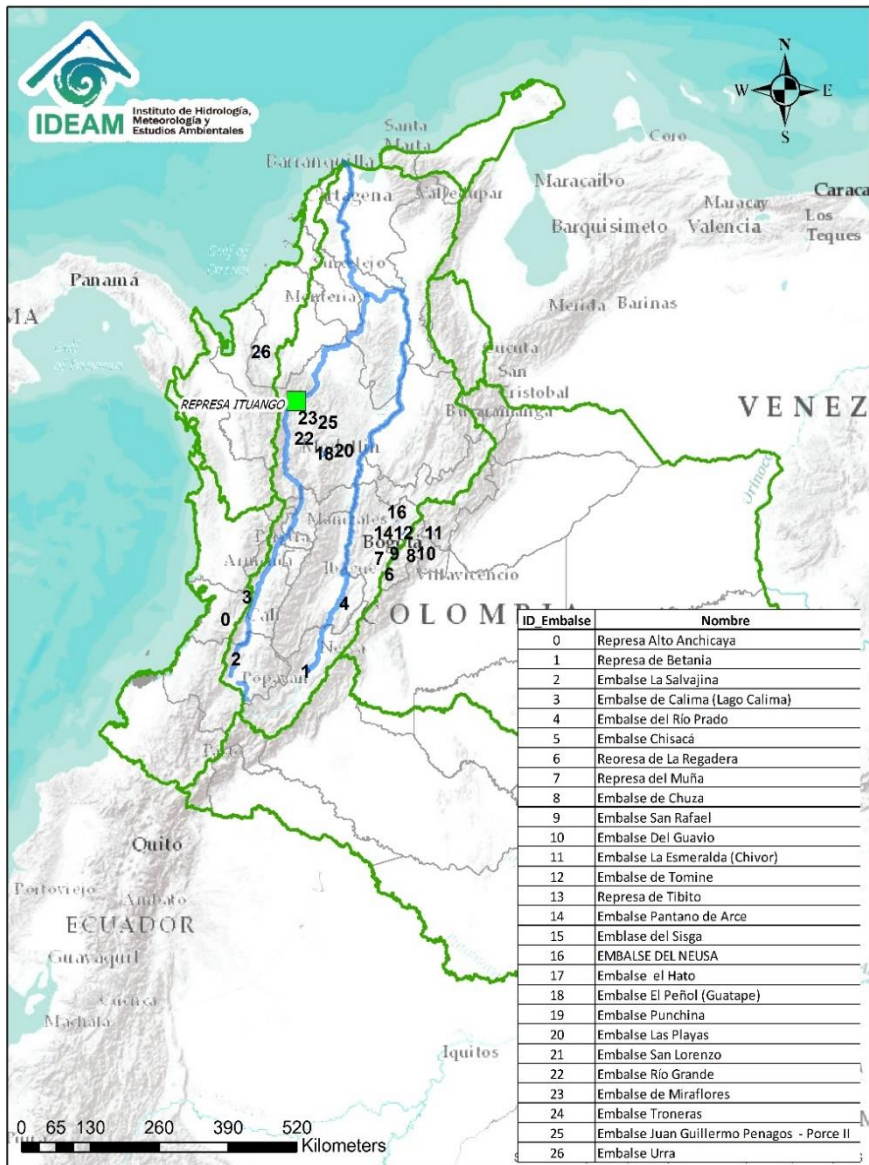 IDEAM
Instituto de Hidrología,
Meteorología y
Estudios Ambientales
N
W E
S
Santa
Marta
Barranquilla
Cartagena
Valledupar
Coro
Maracaibo
Caraca
Maracay
Barquisimeto Valencia
Los
Teques
Panamá
Montería
Merida Barinas
MA
26
Cucuta
San
Cristobal
Bucaramanga
REPRESA ITUANGO
VENEZ
23 25
22
18 20
Orinoco
16
Manizales
14 12 11
Bogotá
7 9 8 10
6
Armenia
Ibague
Villavicencio
3
0
Cali
4
COLOMBIA
Neiva
2
1
Popayan
Pasto
Quito
Portoviejo
Ambato
ECUADOR
Guayaquil
Cuenca
Machala
Iquitos
ID_Embalse Nombre
0 Represa Alto Anchicaya
1 Represa de Betania
2 Embalse La Salvajina
3 Embalse de Calima (Lago Calima)
4 Embalse del Río Prado
5 Embalse Chisacá
6 Reoresa de La Regadera
7 Represa del Muña
8 Embalse de Chuza
9 Embalse San Rafael
10 Embalse Del Guavio
11 Embalse La Esmeralda (Chivor)
12 Embalse de Tomine
13 Represa de Tibito
14 Embalse Pantano de Arce
15 Emblase del Sisga
16 EMBALSE DEL NEUSA
17 Embalse el Hato
18 Embalse El Peñol (Guatape)
19 Embalse Punchina
20 Embalse Las Playas
21 Embalse San Lorenzo
22 Embalse Río Grande
23 Embalse de Miraflores
24 Embalse Troneras
25 Embalse Juan Guillermo Penagos - Porce II
26 Embalse Urra
0 65 130 260 390 520
Kilometers